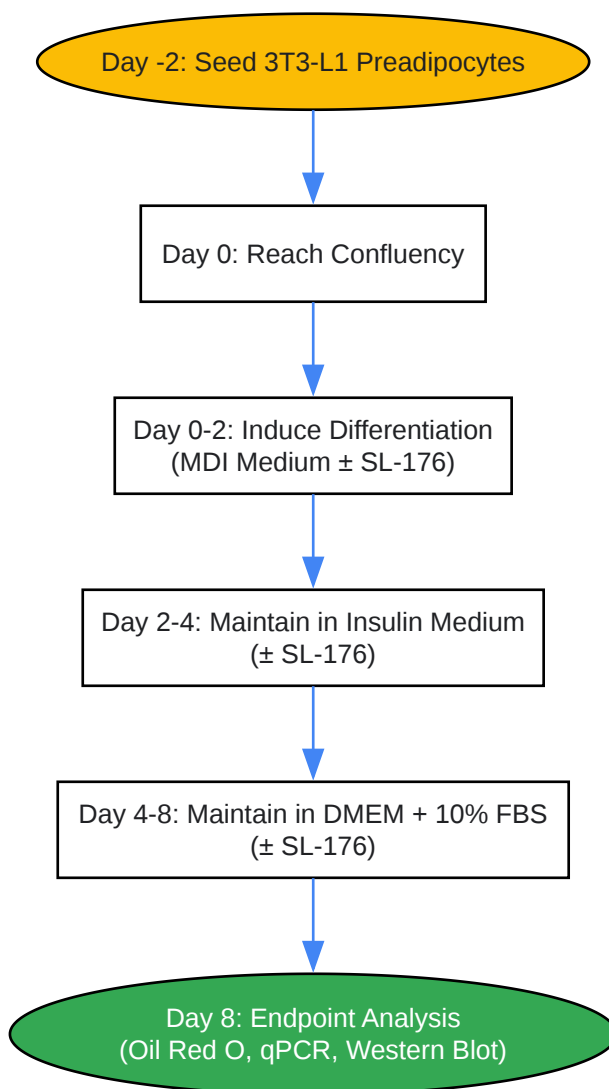 Day -2: Seed 3T3-L1 Preadipocytes
Day 0: Reach Confluency
Day 0-2: Induce Differentiation
(MDI Medium ± SL-176)
Day 2-4: Maintain in Insulin Medium
(± SL-176)
Day 4-8: Maintain in DMEM + 10% FBS
(± SL-176)
Day 8: Endpoint Analysis
(Oil Red O, qPCR, Western Blot)